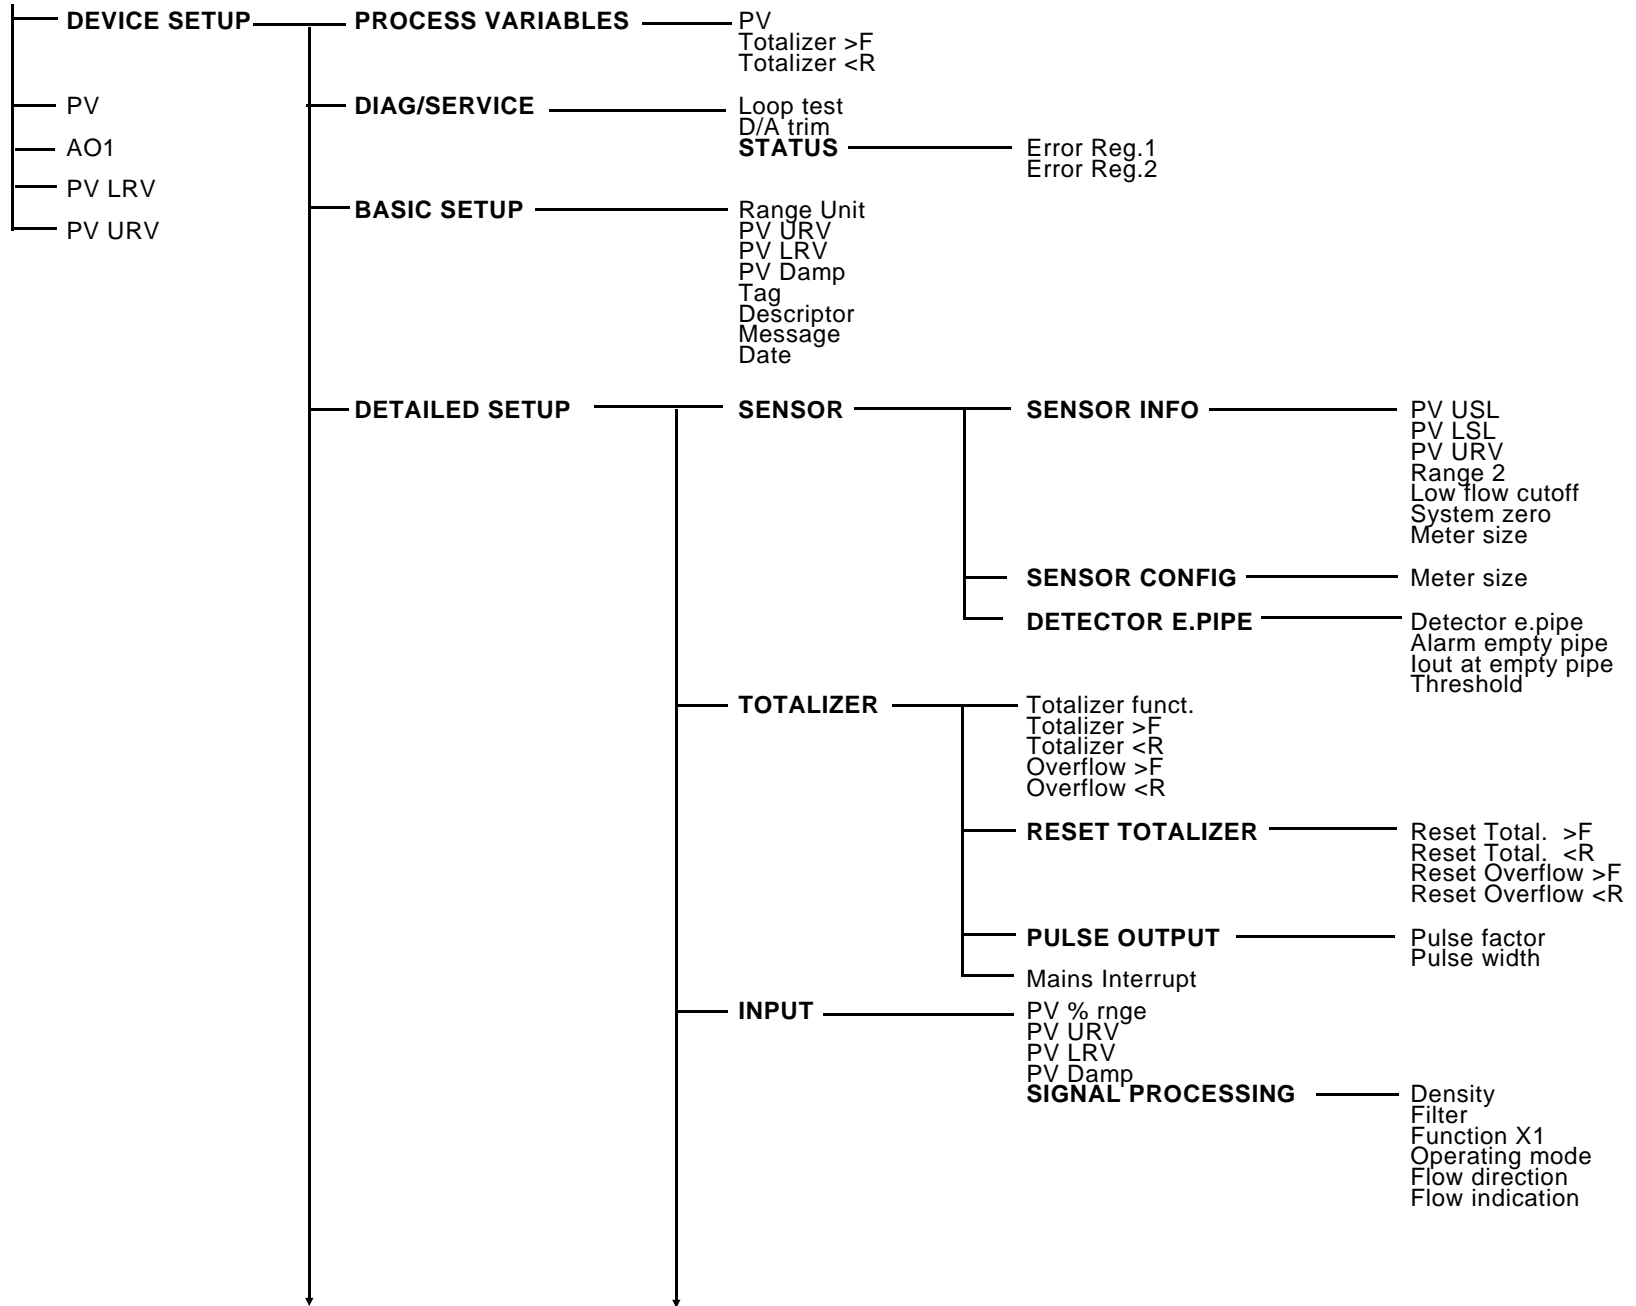 DEVICE SETUP
PV
AO1
PV LRV
PV URV
PROCESS VARIABLES
PV
Totalizer >F
Totalizer <R
DIAG/SERVICE
Loop test
D/A trim
STATUS
Error Reg.1
Error Reg.2
BASIC SETUP
Range Unit
PV URV
PV LRV
PV Damp
Tag
Descriptor
Message
Date
DETAILED SETUP
SENSOR
SENSOR INFO
PV USL
PV LSL
PV URV
Range 2
Low flow cutoff
System zero
Meter size
SENSOR CONFIG
Meter size
DETECTOR E.PIPE
Detector e.pipe
Alarm empty pipe
Iout at empty pipe
Threshold
TOTALIZER
Totalizer funct.
Totalizer >F
Totalizer <R
Overflow >F
Overflow <R
RESET TOTALIZER
Reset Total. >F
Reset Total. <R
Reset Overflow >F
Reset Overflow <R
PULSE OUTPUT
Pulse factor
Pulse width
Mains Interrupt
INPUT
PV % rnge
PV URV
PV LRV
PV Damp
SIGNAL PROCESSING
Density
Filter
Function X1
Operating mode
Flow direction
Flow indication